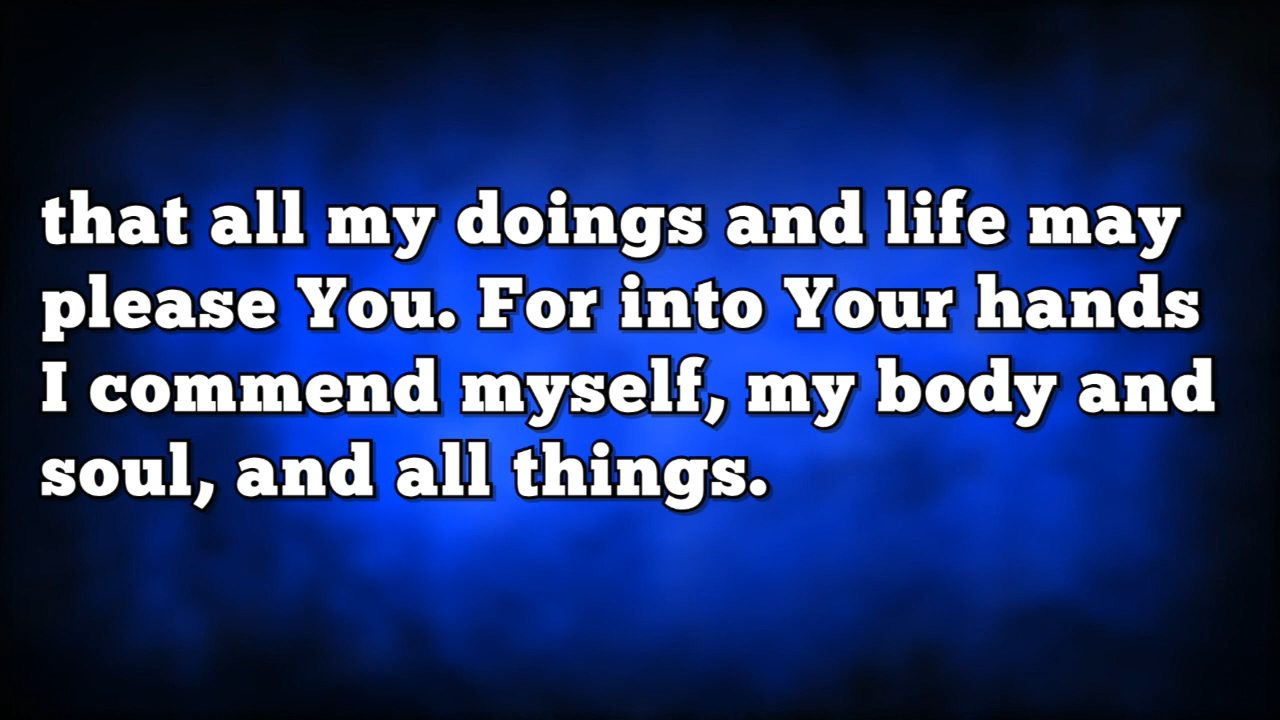 that all my doings and life may
please You. For into Your hands
I commend myself, my body and
soul, and all things.